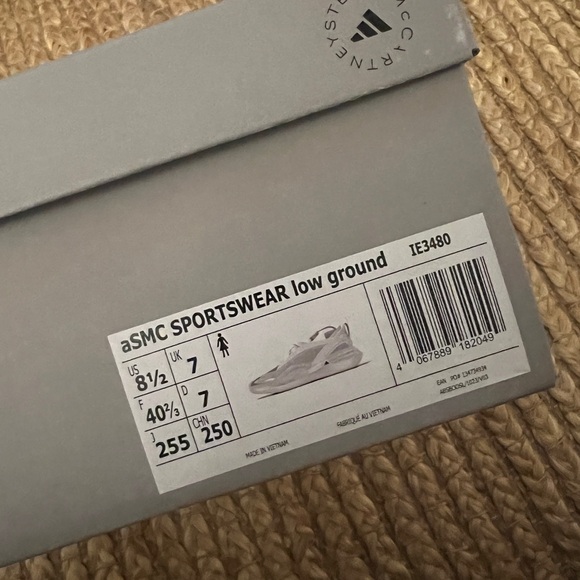 McCARTNEY
aSMC SPORTSWEAR low ground
IE3480
US 8½
UK 7
F 40⅔
D 7
J 255
CHN 250
4 067889 182049
MADE IN VIETNAM
FABRIQUÉ AU VIETNAM
EAN